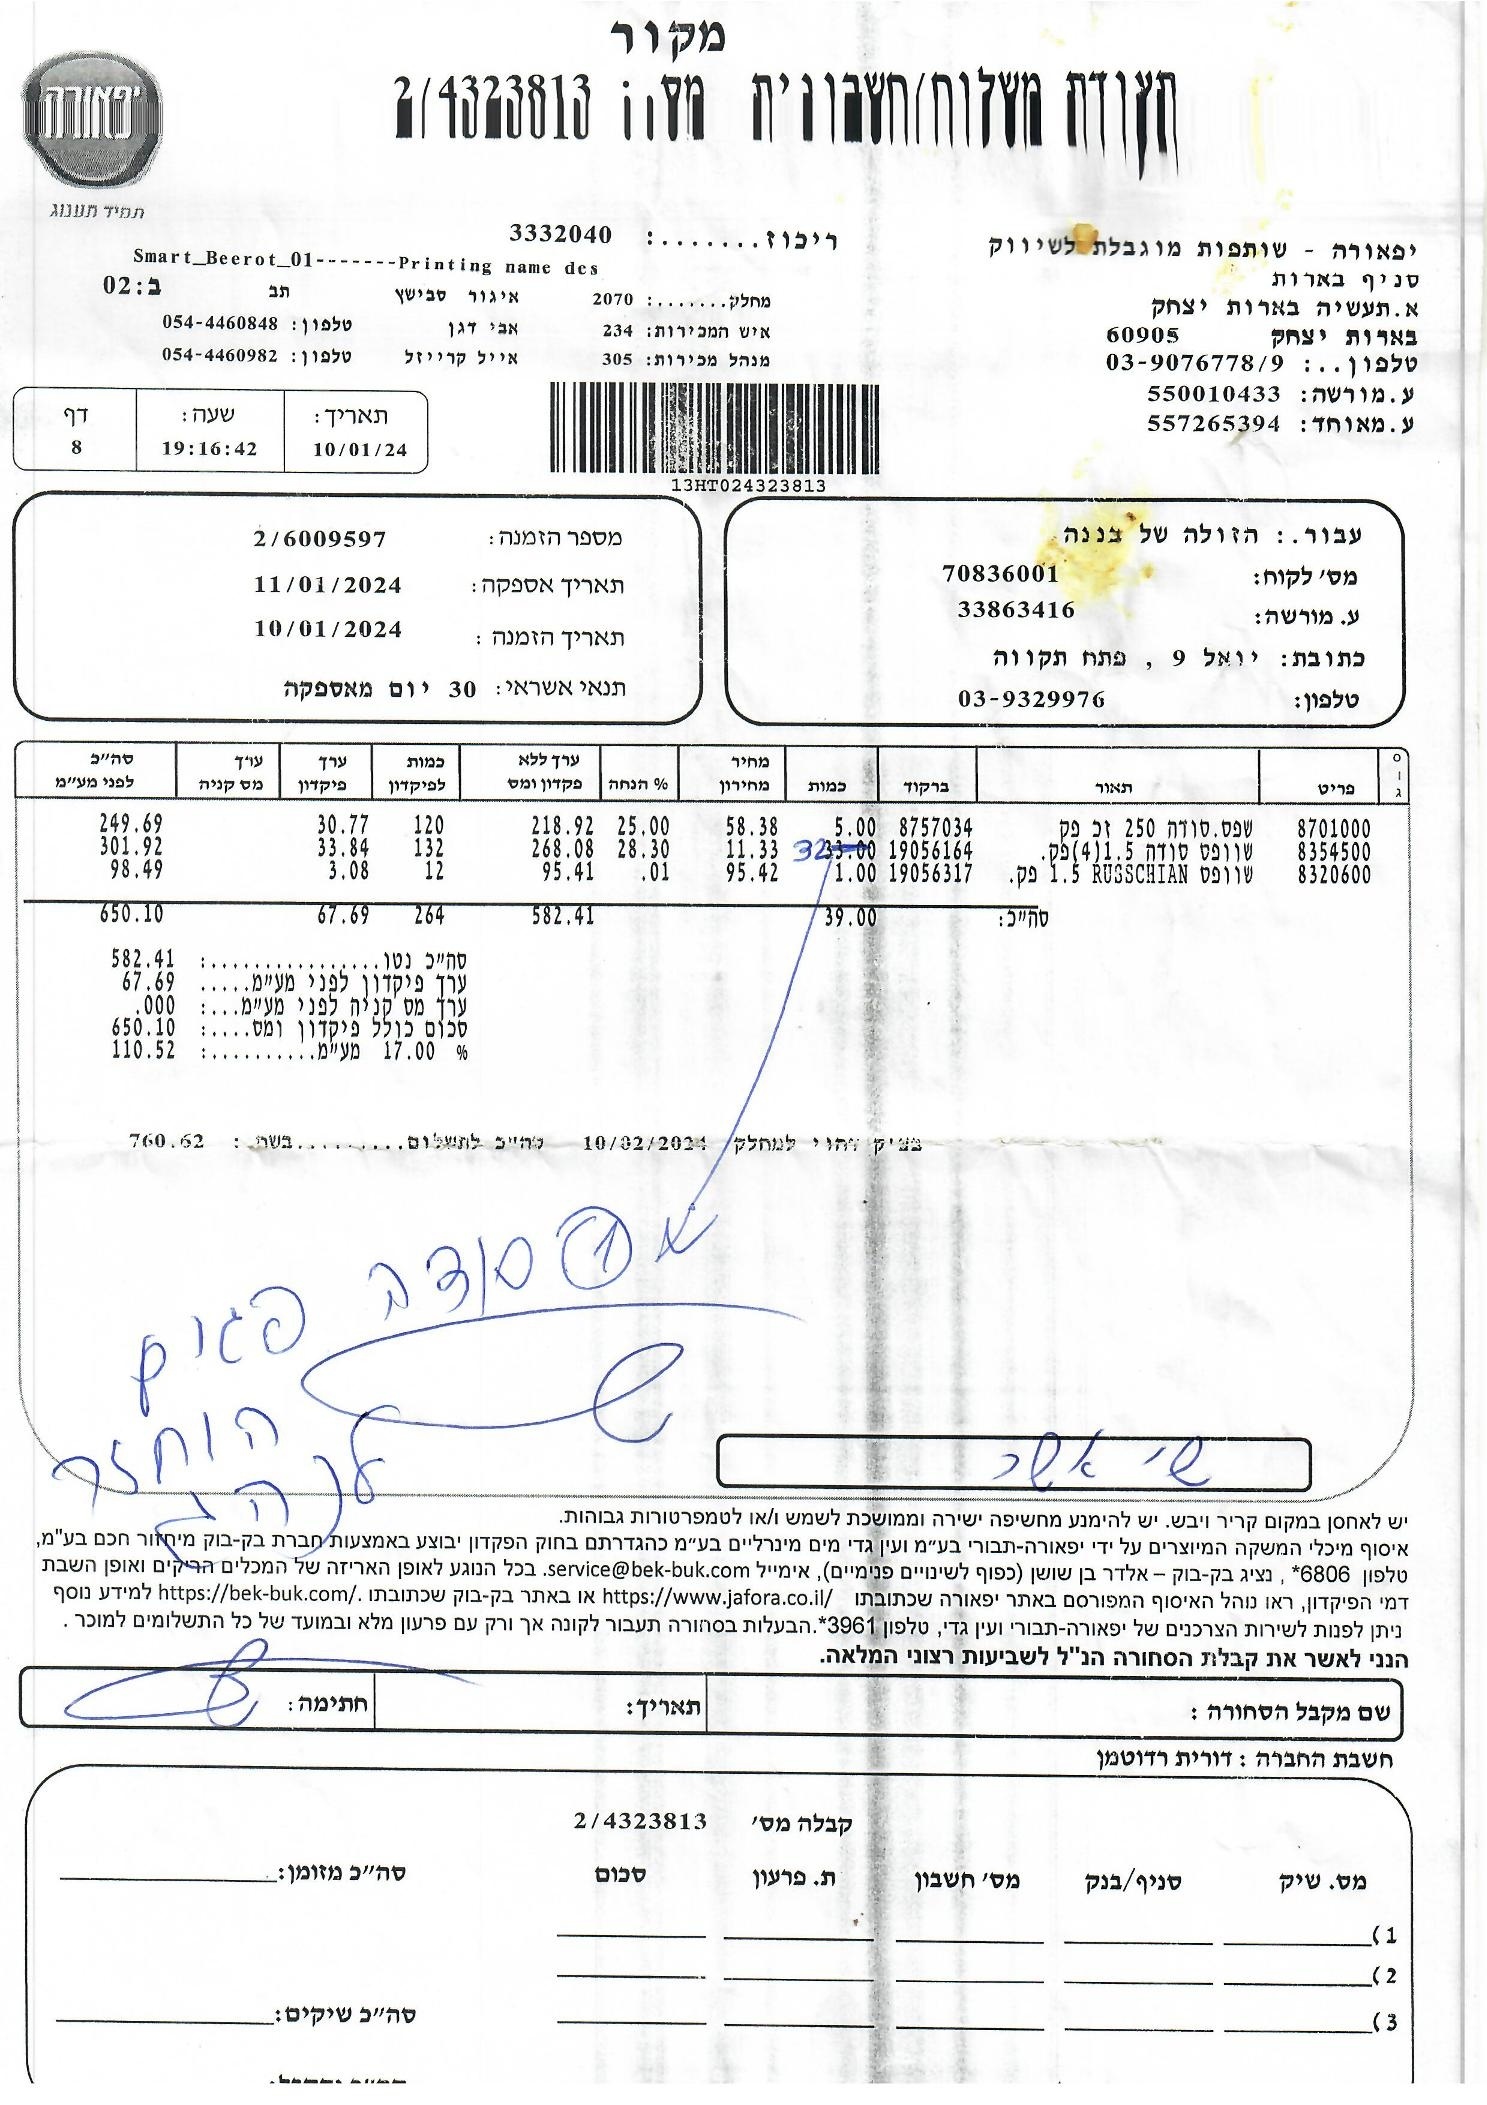 מקור
תעודת משלוח/חשבונית מס: 2/4323813
יפאורה
תמיד תענוג
ריכוז.......: 3332040
Smart_Beerot_01-------Printing name dcs
ב:02
מחלק.......: 2070 איגור סבישץ תב
איש המכירות: 234 אבי דגן טלפון: 054-4460848
מנהל מכירות: 305 אייל קרייזל טלפון: 054-4460982
יפאורה - שותפות מוגבלת לשיווק
סניף בארות
א.תעשיה בארות יצחק
בארות יצחק 60905
טלפון..: 03-9076778/9
ע.מורשה: 550010433
ע.מאוחד: 557265394
תאריך: שעה: דף
10/01/24 19:16:42 8
13HT024323813
עבור.: הזולה של בננה
מס׳ לקוח: 70836001
ע. מורשה: 33863416
כתובת: יואל 9 , פתח תקווה
טלפון: 03-9329976
מספר הזמנה: 2/6009597
תאריך אספקה: 11/01/2024
תאריך הזמנה : 10/01/2024
תנאי אשראי: 30 יום מאספקה
סוג פריט תאור ברקוד כמות מחיר מחירון % הנחה ערך ללא פקדון ומס כמות לפיקדון ערך פיקדון ערך מס קניה סה״כ לפני מע״מ
8701000 שפס.סודה 250 זכ פק 8757034 5.00 58.38 25.00 218.92 120 30.77 249.69
8354500 שוופס סודה 1.5(4)פק. 19056164 33.00 32 11.33 28.30 268.08 132 33.84 301.92
8320600 שוופס RUSSCHIAN 1.5 פק. 19056317 1.00 95.42 .01 95.41 12 3.08 98.49
סה״כ: 39.00 582.41 264 67.69 650.10
סה״כ נטו...............: 582.41
ערך פיקדון לפני מע״מ.....: 67.69
ערך מס קניה לפני מע״מ...: .000
סכום כולל פיקדון ומס....: 650.10
% 17.00 מע״מ..........: 110.52
למחלק 10/02/2024 סה״כ לתשלום..........בשח : 760.62
① סודה פגום
הוחזר
לנהג
שי אשר
יש לאחסן במקום קריר ויבש. יש להימנע מחשיפה ישירה וממושכת לשמש ו/או לטמפרטורות גבוהות.
איסוף מיכלי המשקה המיוצרים על ידי יפאורה-תבורי בע״מ ועין גדי מים מינרליים בע״מ כהגדרתם בחוק הפקדון יבוצע באמצעות חברת בק-בוק מיחזור חכם בע"מ,
טלפון 6806* , נציג בק-בוק – אלדר בן שושן (כפוף לשינויים פנימיים), אימייל service@bek-buk.com. בכל הנוגע לאופן האריזה של המכלים הריקים ואופן השבת
דמי הפיקדון, ראו נוהל האיסוף המפורסם באתר יפאורה שכתובתו https://www.jafora.co.il/ או באתר בק-בוק שכתובתו https://bek-buk.com/. למידע נוסף
ניתן לפנות לשירות הצרכנים של יפאורה-תבורי ועין גדי, טלפון 3961*.הבעלות בסחורה תעבור לקונה אך ורק עם פרעון מלא ובמועד של כל התשלומים למוכר .
הנני לאשר את קבלת הסחורה הנ"ל לשביעות רצוני המלאה.
שם מקבל הסחורה : תאריך: חתימה:
חשבת החברה : דורית רדוטמן
קבלה מס׳ 2/4323813
מס. שיק סניף/בנק מס׳ חשבון ת. פרעון סכום סה״כ מזומן:
(1
(2
(3 סה״כ שיקים: